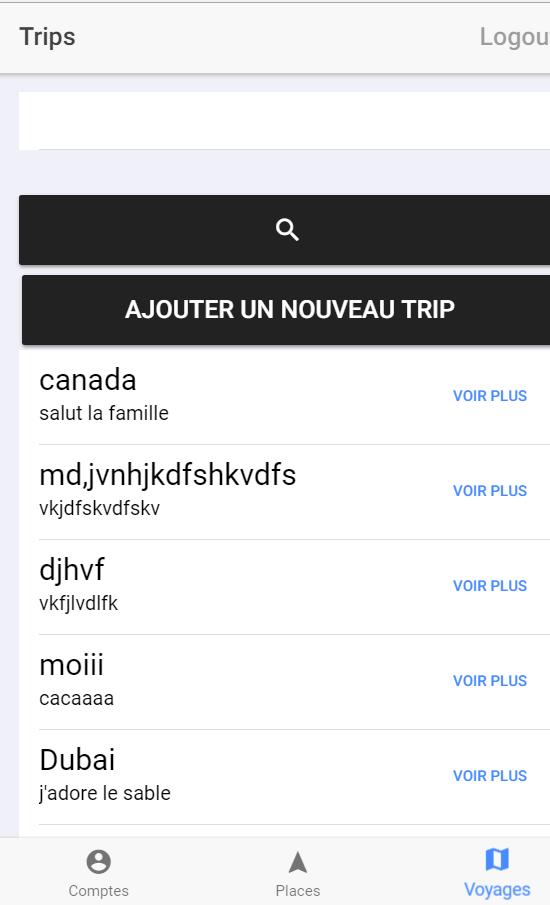 Trips
Logou
AJOUTER UN NOUVEAU TRIP
canada
VOIR PLUS
salut la famille
md,jvnhjkdfshkvdfs
VOIR PLUS
vkjdfskvdfskv
djhvf
VOIR PLUS
vkfjlvdlfk
moiii
VOIR PLUS
cacaaaa
Dubai
VOIR PLUS
j'adore le sable
Comptes
Places
Voyages